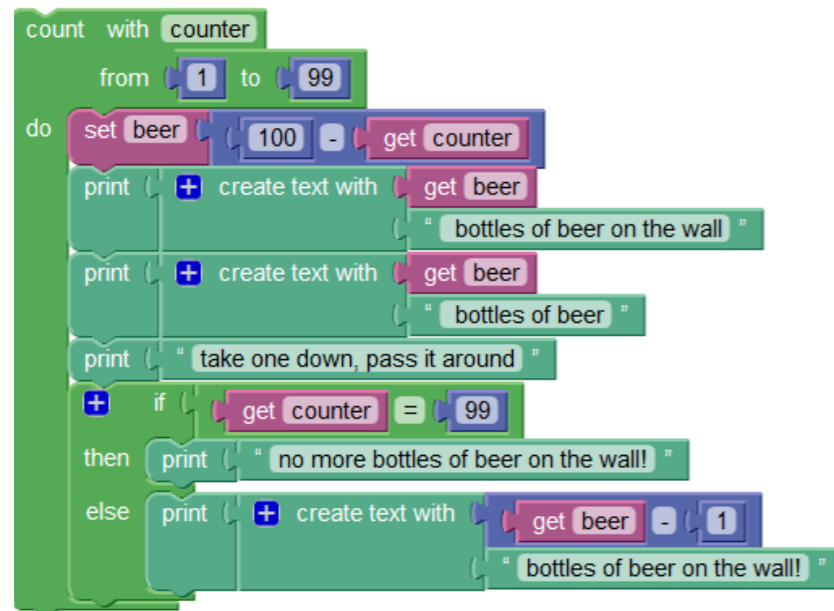 count with counter
from 1 to 99
do set beer 100 - get counter
print create text with get beer
“ bottles of beer on the wall ”
print create text with get beer
“ bottles of beer ”
print “ take one down, pass it around ”
if get counter = 99
then print “ no more bottles of beer on the wall! ”
else print create text with get beer - 1
“ bottles of beer on the wall! ”